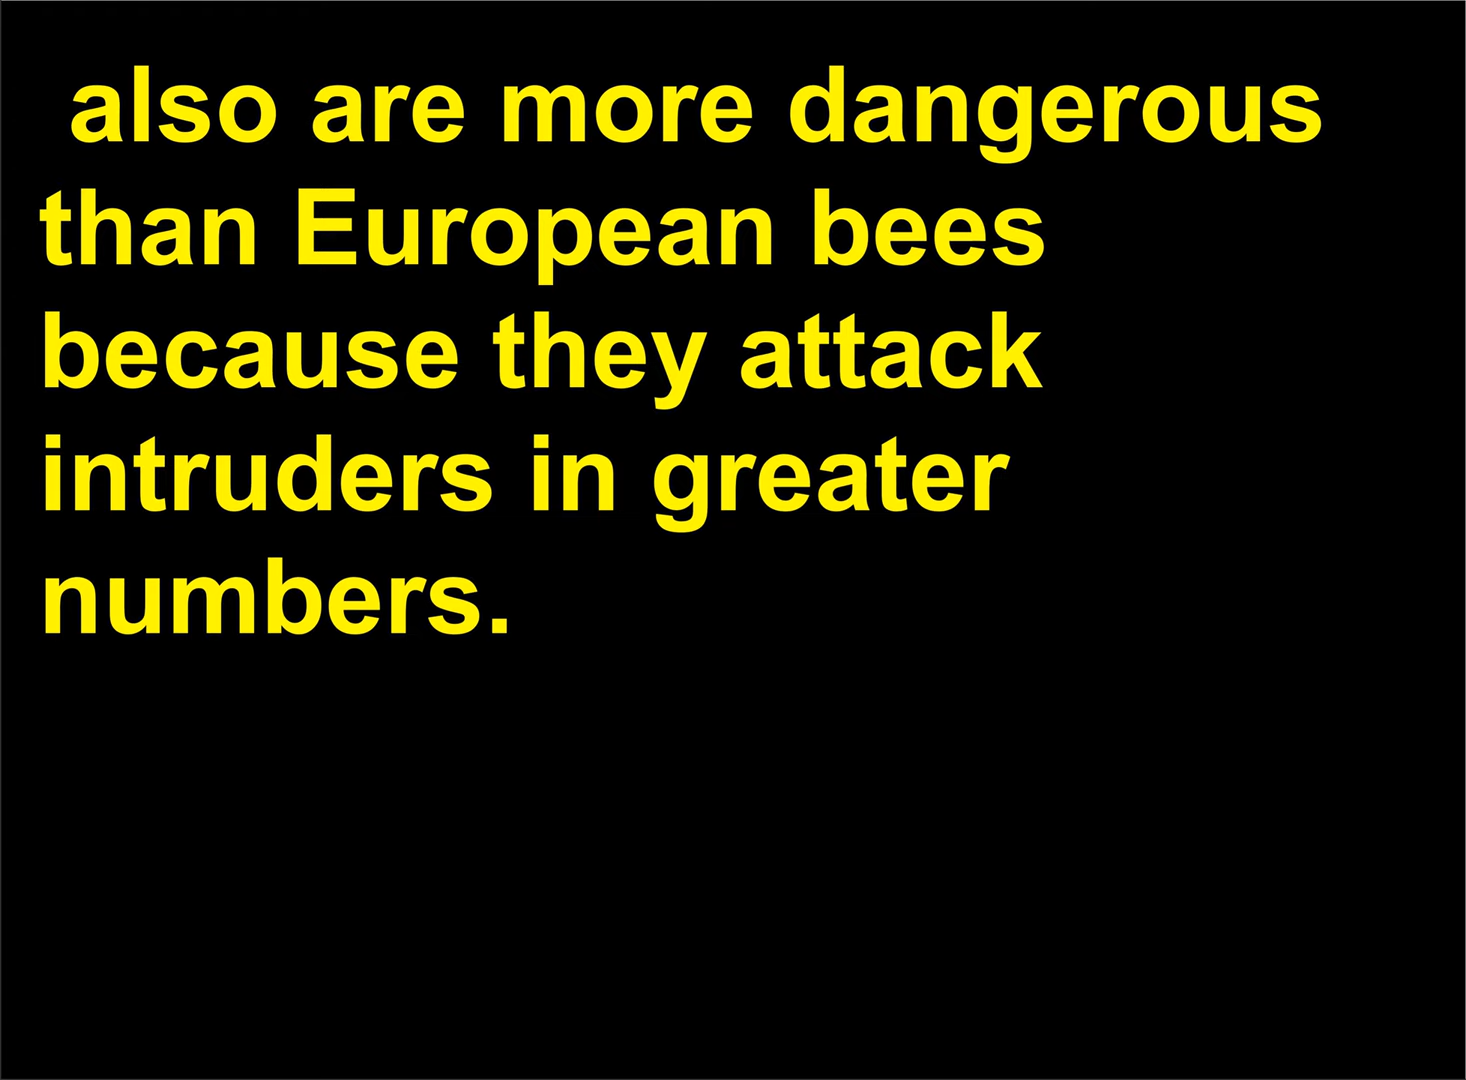 also are more dangerous
than European bees
because they attack
intruders in greater
numbers.